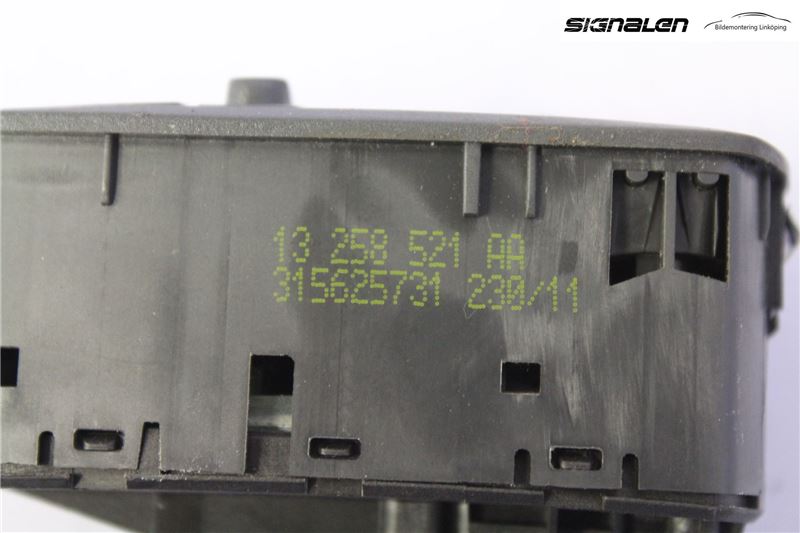 SIGNALEN
Bildemontering Linköping
13 258 521 AA
315625731 230/11